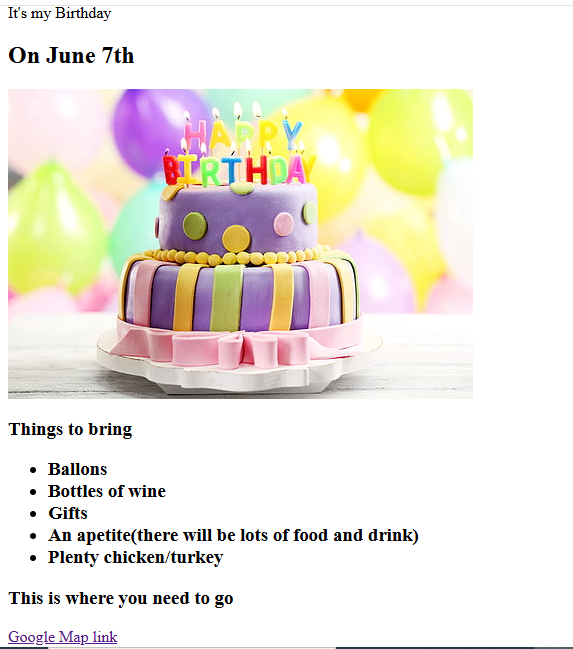 It's my Birthday
On June 7th
HAPPY
BIRTHDAY
Things to bring
Ballons
Bottles of wine
Gifts
An apetite(there will be lots of food and drink)
Plenty chicken/turkey
This is where you need to go
Google Map link